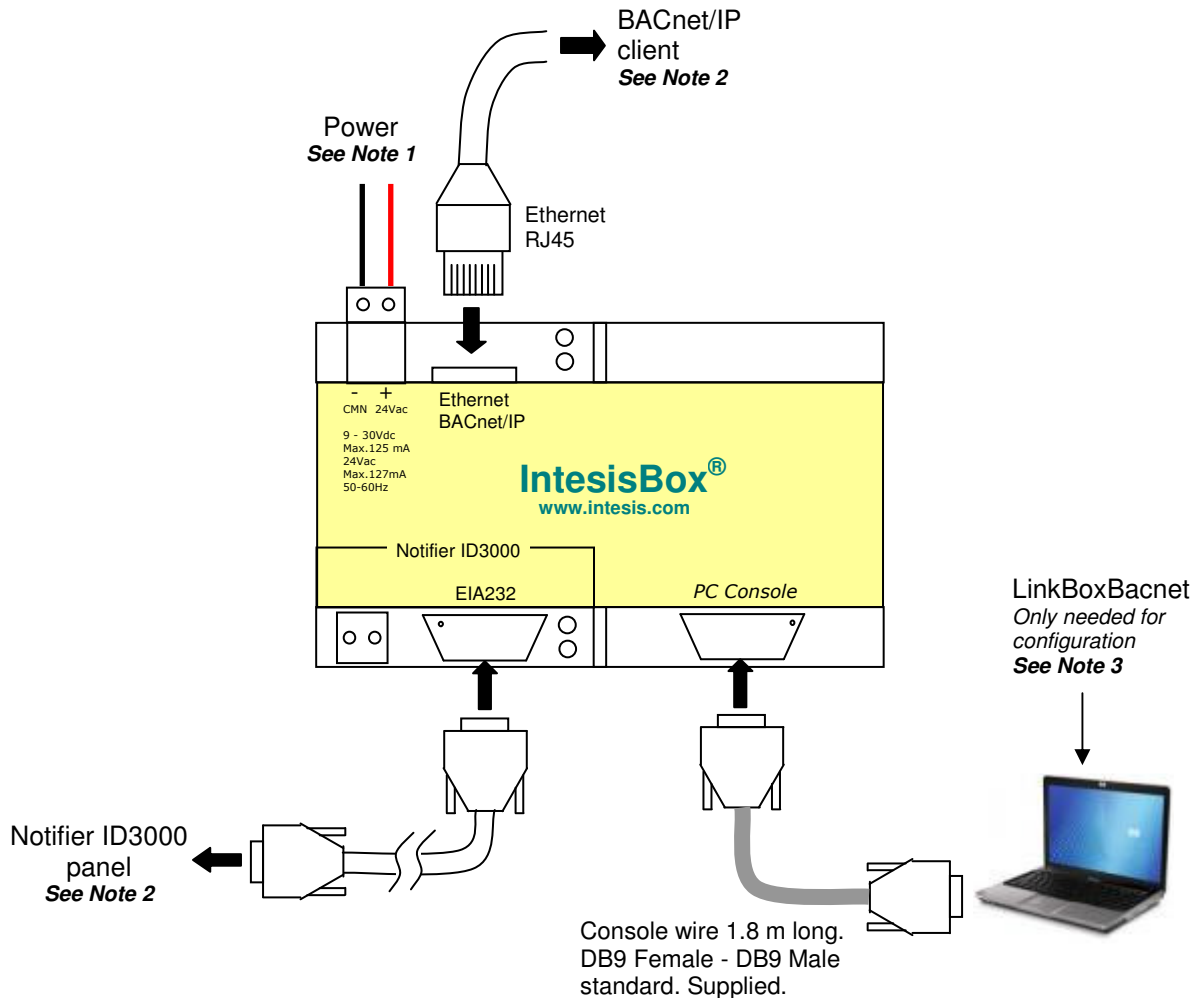 BACnet/IP
client
See Note 2
Power
See Note 1
Ethernet
RJ45
- +
CMN 24Vac
9 - 30Vdc
Max.125 mA
24Vac
Max.127mA
50-60Hz
Ethernet
BACnet/IP
IntesisBox®
www.intesis.com
Notifier ID3000
EIA232
PC Console
LinkBoxBacnet
Only needed for
configuration
See Note 3
Notifier ID3000
panel
See Note 2
Console wire 1.8 m long.
DB9 Female - DB9 Male
standard. Supplied.